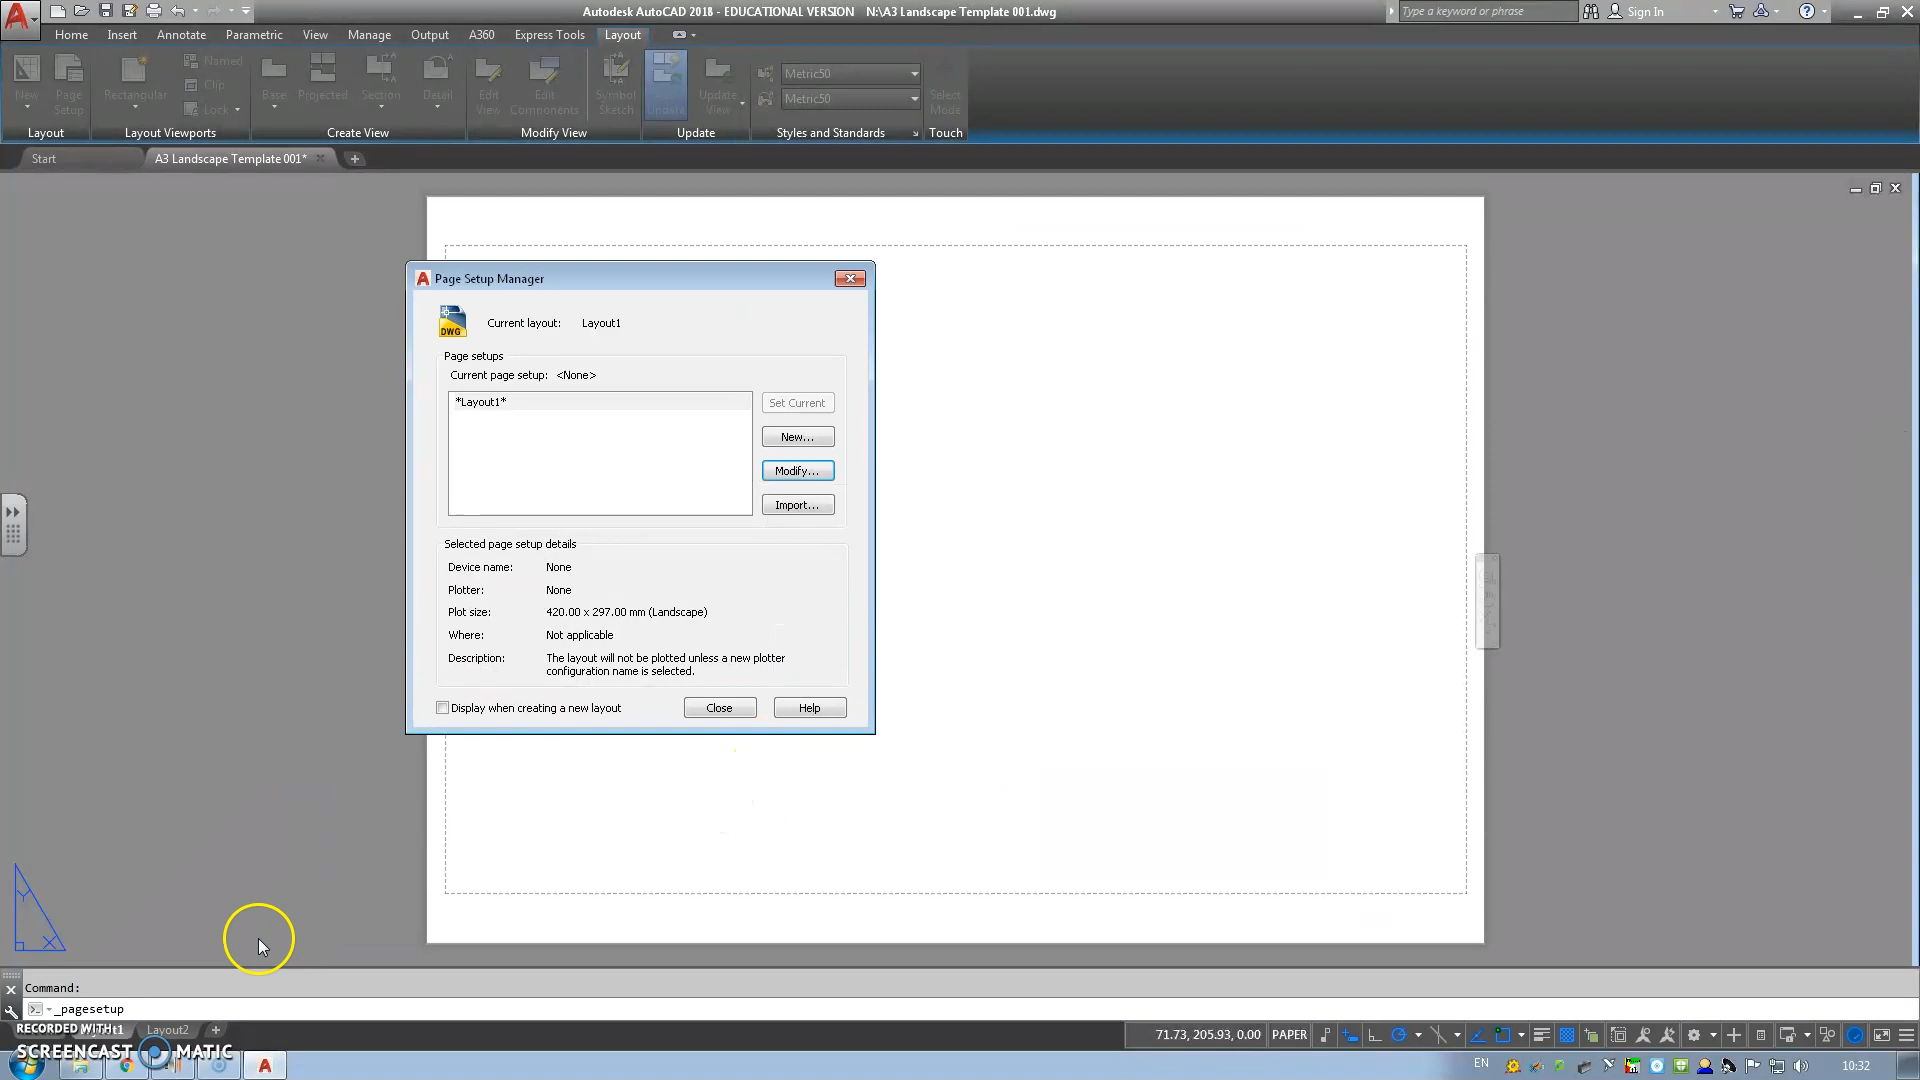 Autodesk AutoCAD 2018 - EDUCATIONAL VERSION N:\A3 Landscape Template 001.dwg
Type a keyword or phrase
Sign In
Home Insert Annotate Parametric View Manage Output A360 Express Tools Layout
New
Page Setup
Rectangular
Named
Clip
Lock
Base
Projected
Section
Detail
Edit View
Edit Components
Symbol Sketch
Update
Update View
Metric50
Metric50
Select Mode
Layout Layout Viewports Create View Modify View Update Styles and Standards Touch
Start A3 Landscape Template 001*
Page Setup Manager
DWG
Current layout: Layout1
Page setups
Current page setup: <None>
*Layout1*
Set Current
New...
Modify...
Import...
Selected page setup details
Device name: None
Plotter: None
Plot size: 420.00 x 297.00 mm (Landscape)
Where: Not applicable
Description: The layout will not be plotted unless a new plotter
configuration name is selected.
Display when creating a new layout Close Help
Y
X
Command:
_pagesetup
RECORDED WITH
Layout2
71.73, 205.93, 0.00 PAPER
SCREENCAST MATIC
EN
10:32